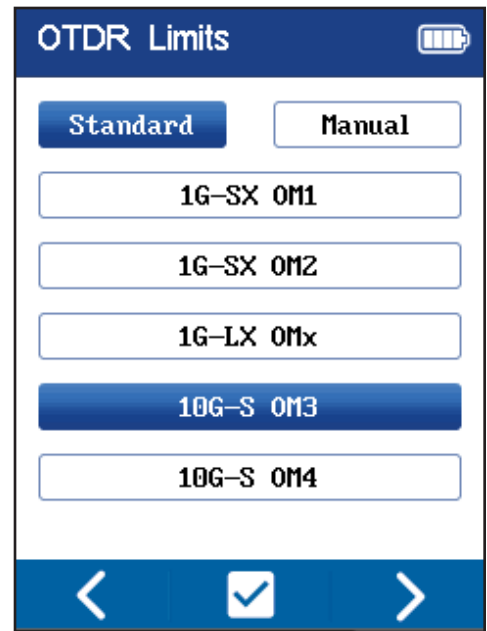 OTDR Limits
Standard Manual
1G-SX OM1
1G-SX OM2
1G-LX OMx
10G-S OM3
10G-S OM4